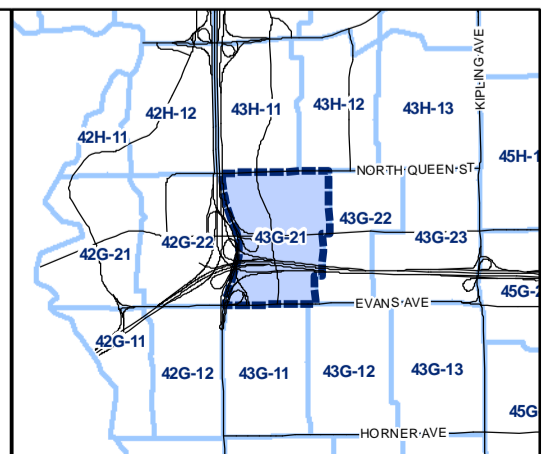 KIPLING AVE
42H-12
43H-11
43H-12
43H-13
42H-11
45H-1
NORTH QUEEN ST
43G-22
42G-22
43G-21
43G-23
42G-21
45G-2
EVANS AVE
42G-11
42G-12
43G-11
43G-12
43G-13
45G
HORNER AVE